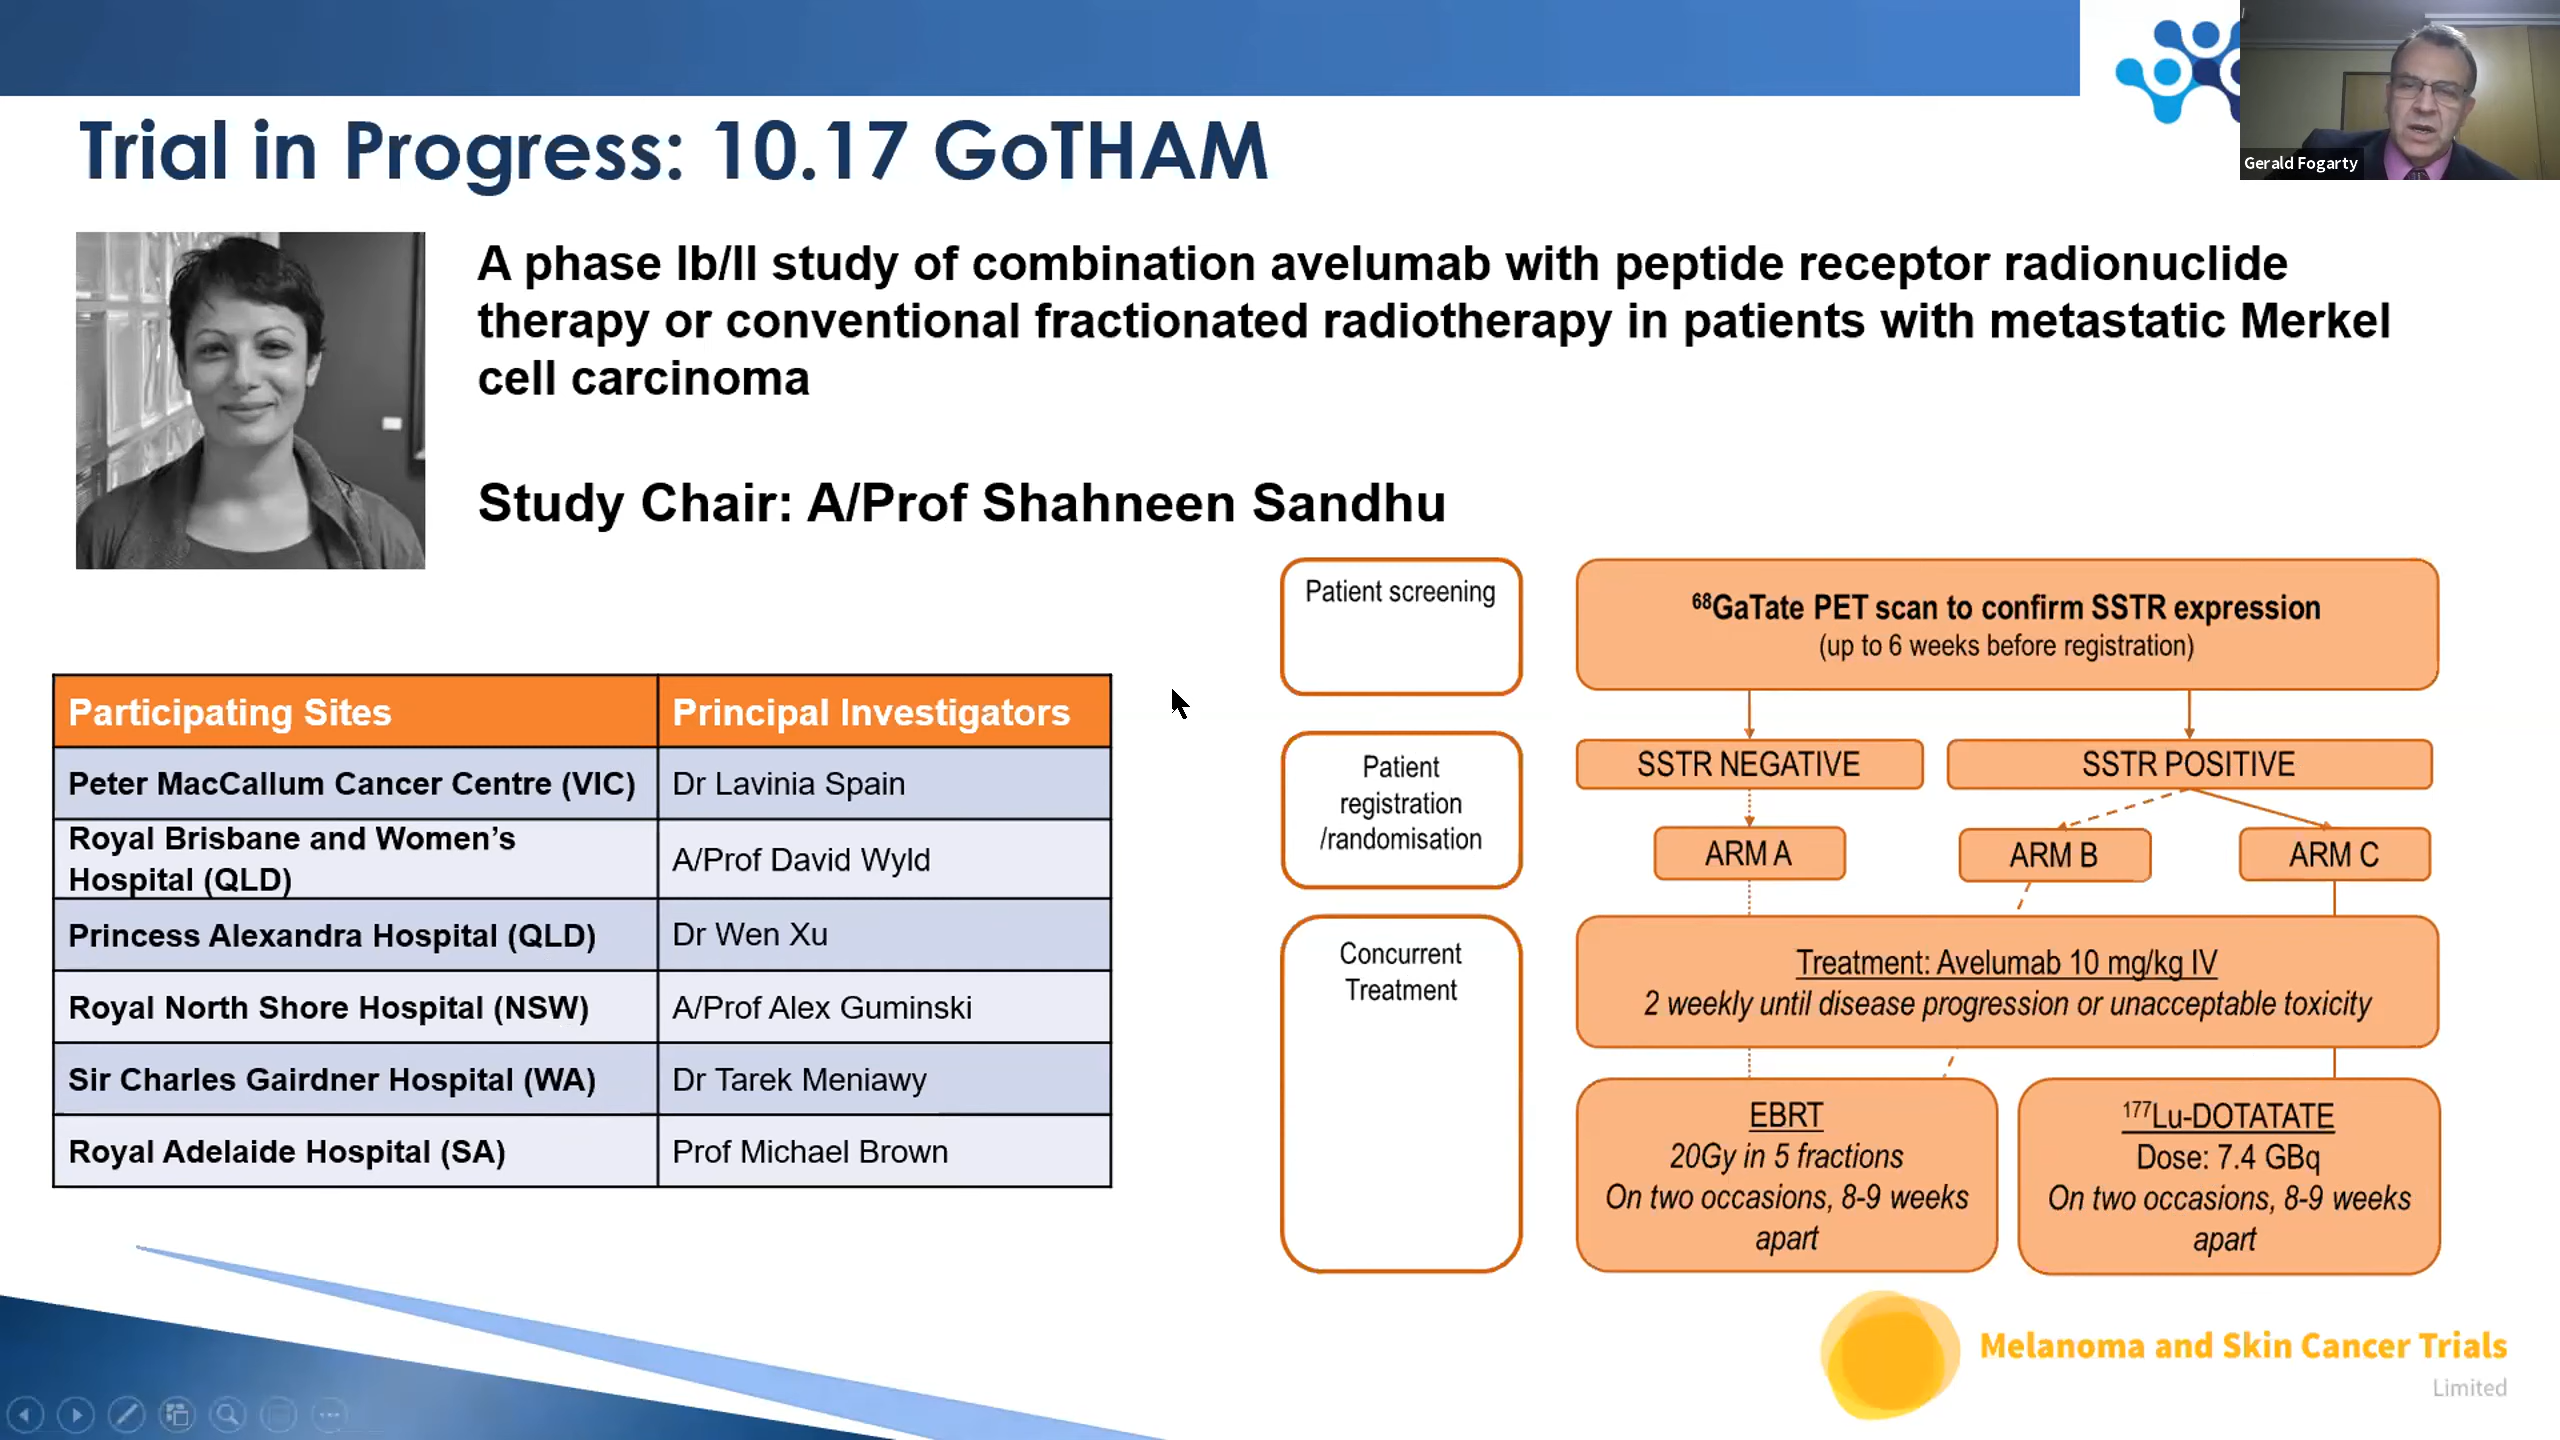 Trial in Progress: 10.17 GoTHAM
Gerald Fogarty
A phase Ib/II study of combination avelumab with peptide receptor radionuclide
therapy or conventional fractionated radiotherapy in patients with metastatic Merkel
cell carcinoma
Study Chair: A/Prof Shahneen Sandhu
Participating Sites
Principal Investigators
Peter MacCallum Cancer Centre (VIC)
Dr Lavinia Spain
Royal Brisbane and Women’s
Hospital (QLD)
A/Prof David Wyld
Princess Alexandra Hospital (QLD)
Dr Wen Xu
Royal North Shore Hospital (NSW)
A/Prof Alex Guminski
Sir Charles Gairdner Hospital (WA)
Dr Tarek Meniawy
Royal Adelaide Hospital (SA)
Prof Michael Brown
Patient screening
⁶⁸GaTate PET scan to confirm SSTR expression
(up to 6 weeks before registration)
Patient
registration
/randomisation
SSTR NEGATIVE
SSTR POSITIVE
ARM A
ARM B
ARM C
Concurrent
Treatment
Treatment: Avelumab 10 mg/kg IV
2 weekly until disease progression or unacceptable toxicity
EBRT
20Gy in 5 fractions
On two occasions, 8-9 weeks
apart
¹⁷⁷Lu-DOTATATE
Dose: 7.4 GBq
On two occasions, 8-9 weeks
apart
Melanoma and Skin Cancer Trials
Limited